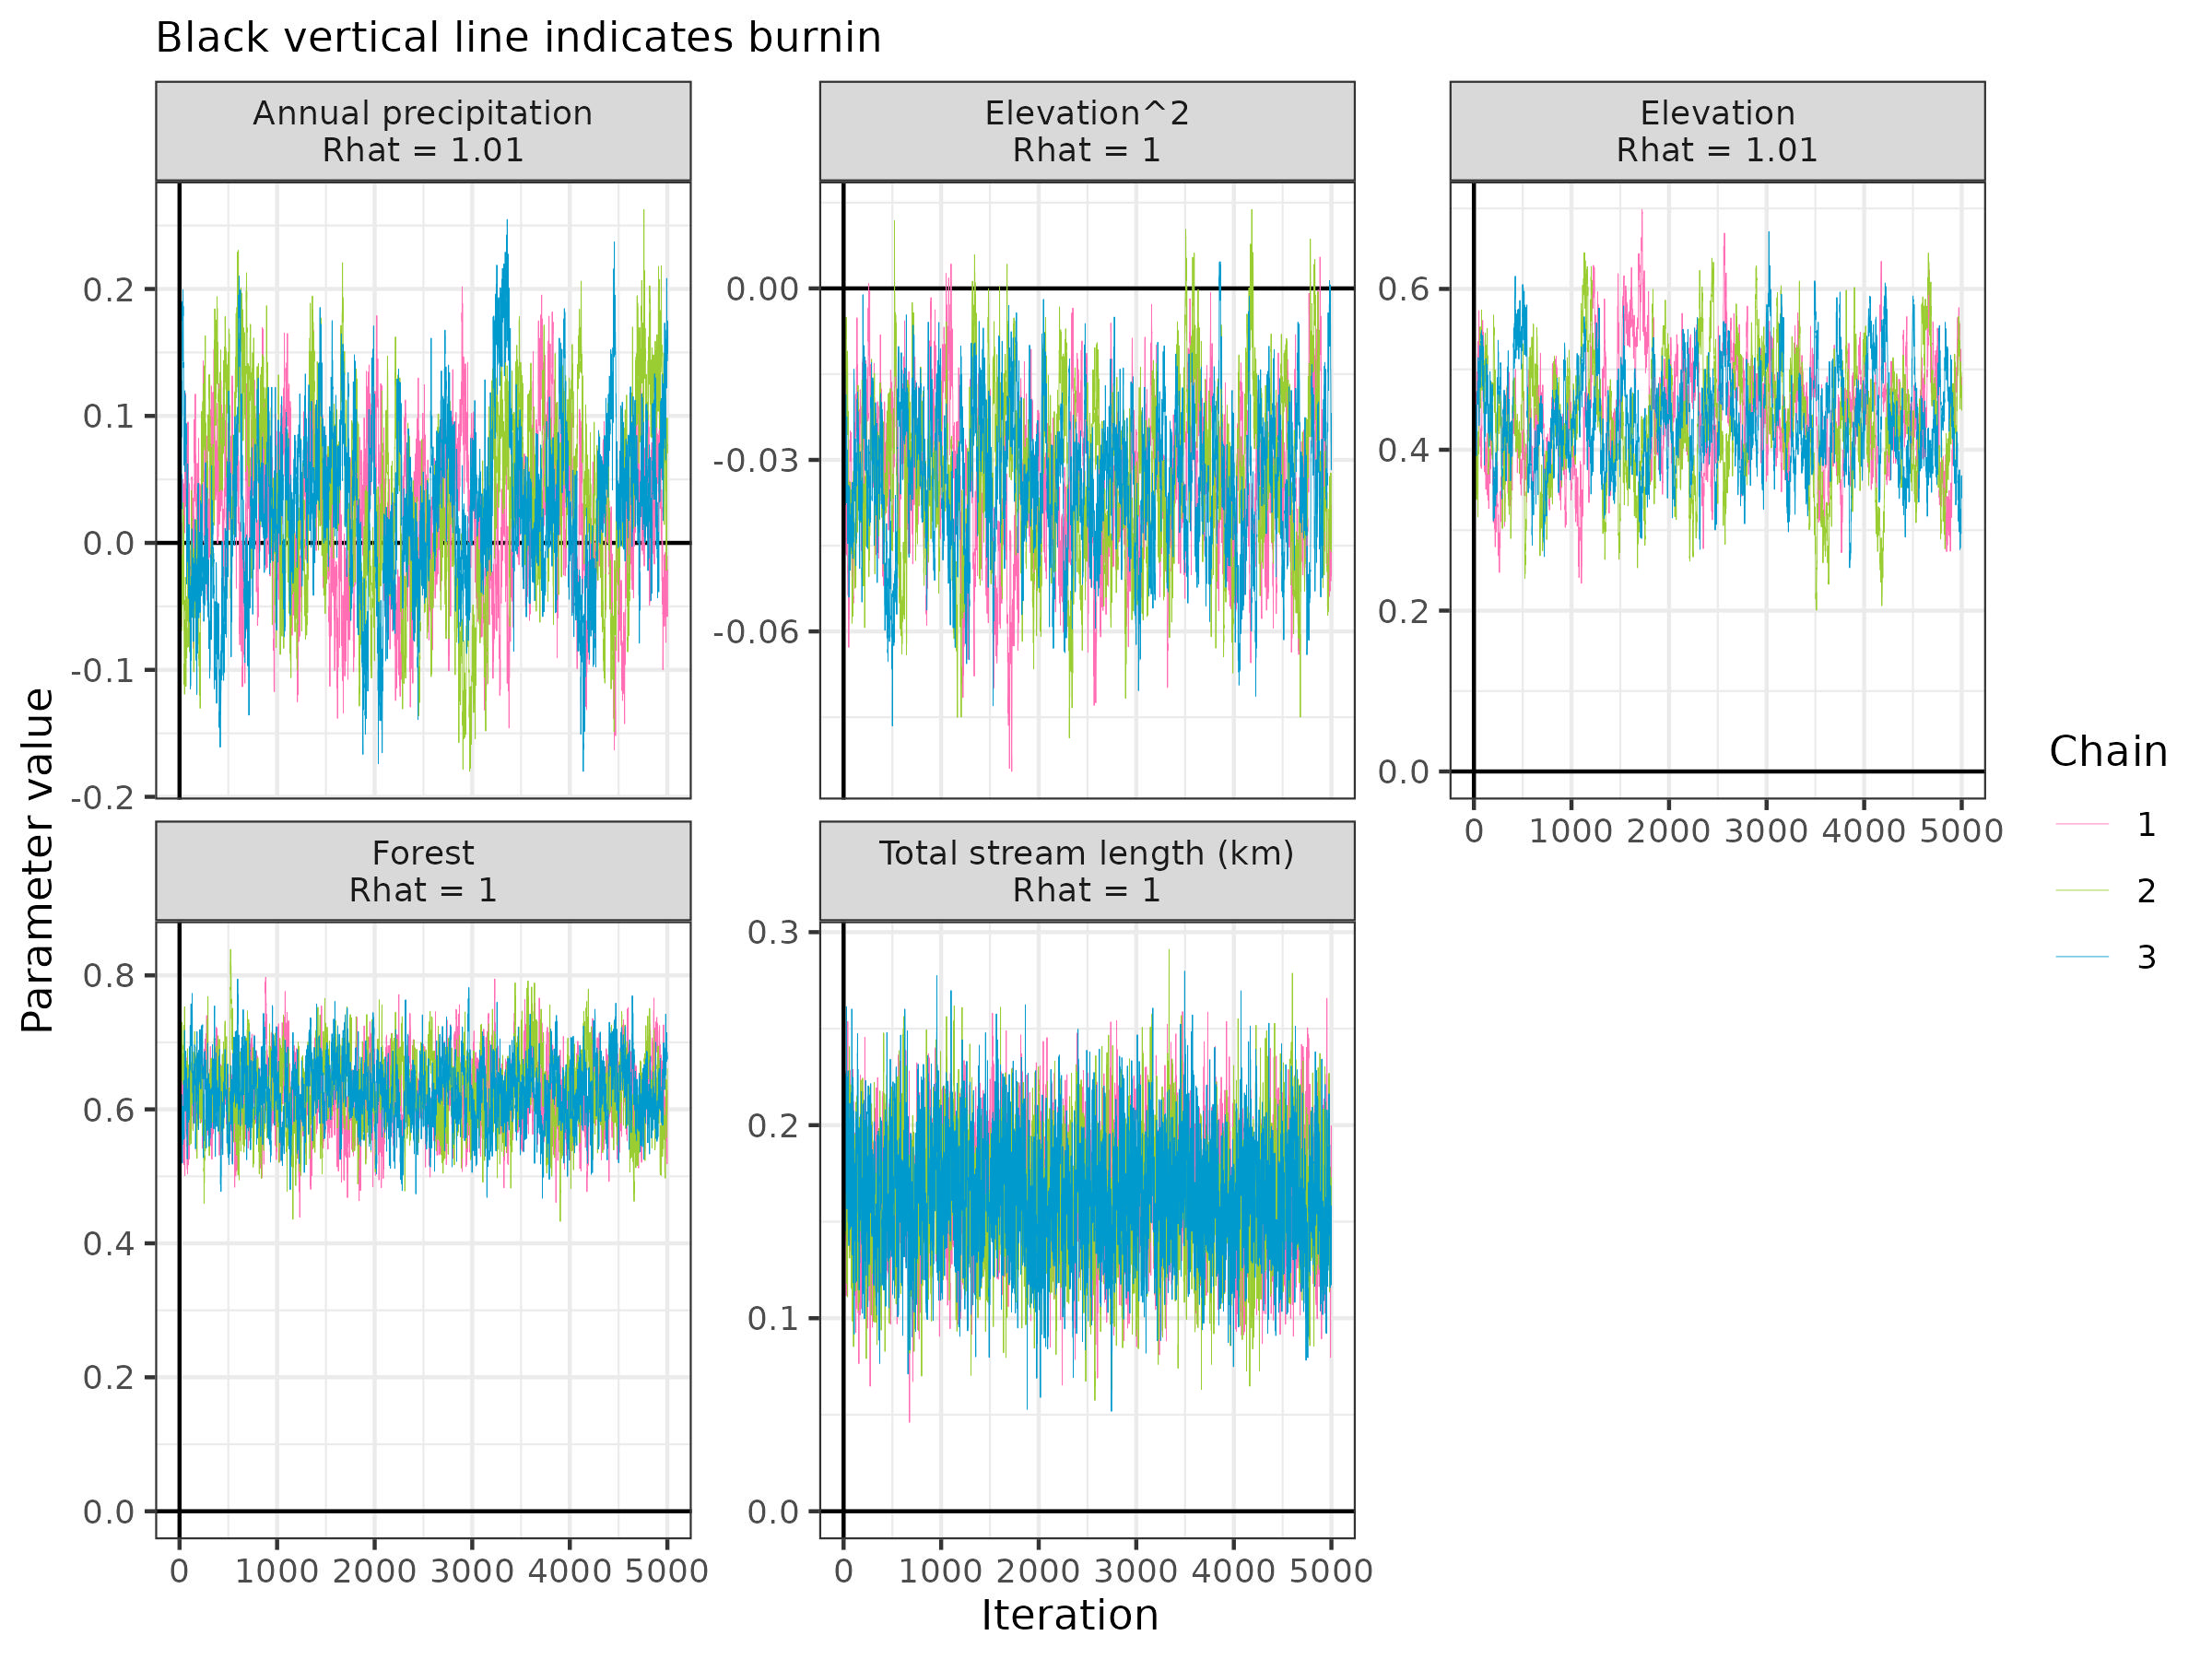 Black vertical line indicates burnin
Annual precipitation
Rhat = 1.01
Elevation^2
Rhat = 1
Elevation
Rhat = 1.01
0.2
0.1
0.0
-0.1
-0.2
0.00
-0.03
-0.06
0.6
0.4
0.2
0.0
0 1000 2000 3000 4000 5000
Parameter value
Forest
Rhat = 1
Total stream length (km)
Rhat = 1
0.8
0.6
0.4
0.2
0.0
0.3
0.2
0.1
0.0
0 1000 2000 3000 4000 5000
0 1000 2000 3000 4000 5000
Iteration
Chain
1
2
3